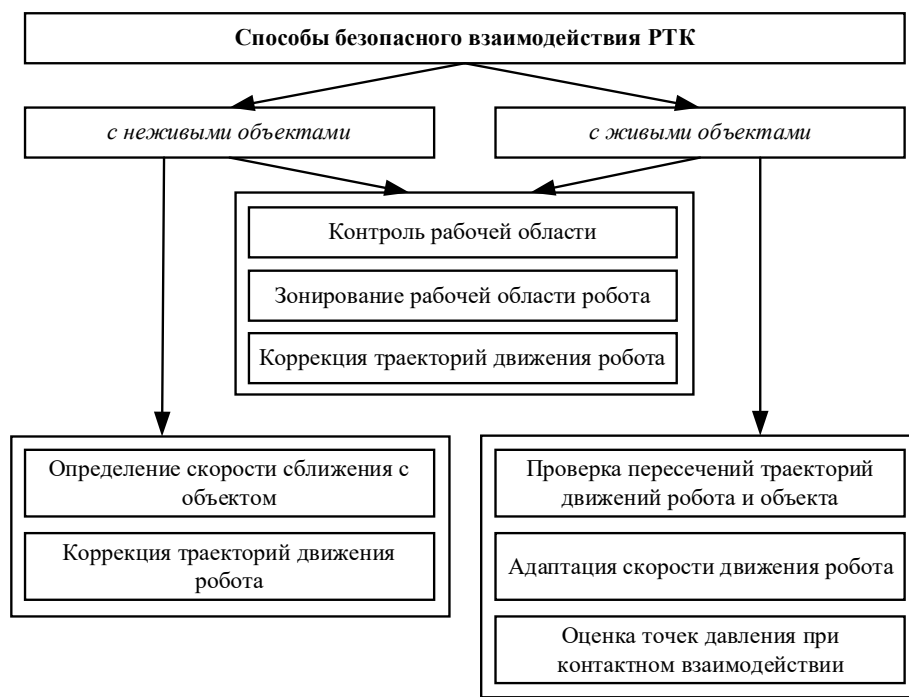 Способы безопасного взаимодействия РТК
с неживыми объектами
с живыми объектами
Контроль рабочей области
Зонирование рабочей области робота
Коррекция траекторий движения робота
Определение скорости сближения с
объектом
Коррекция траекторий движения
робота
Проверка пересечений траекторий
движений робота и объекта
Адаптация скорости движения робота
Оценка точек давления при
контактном взаимодействии